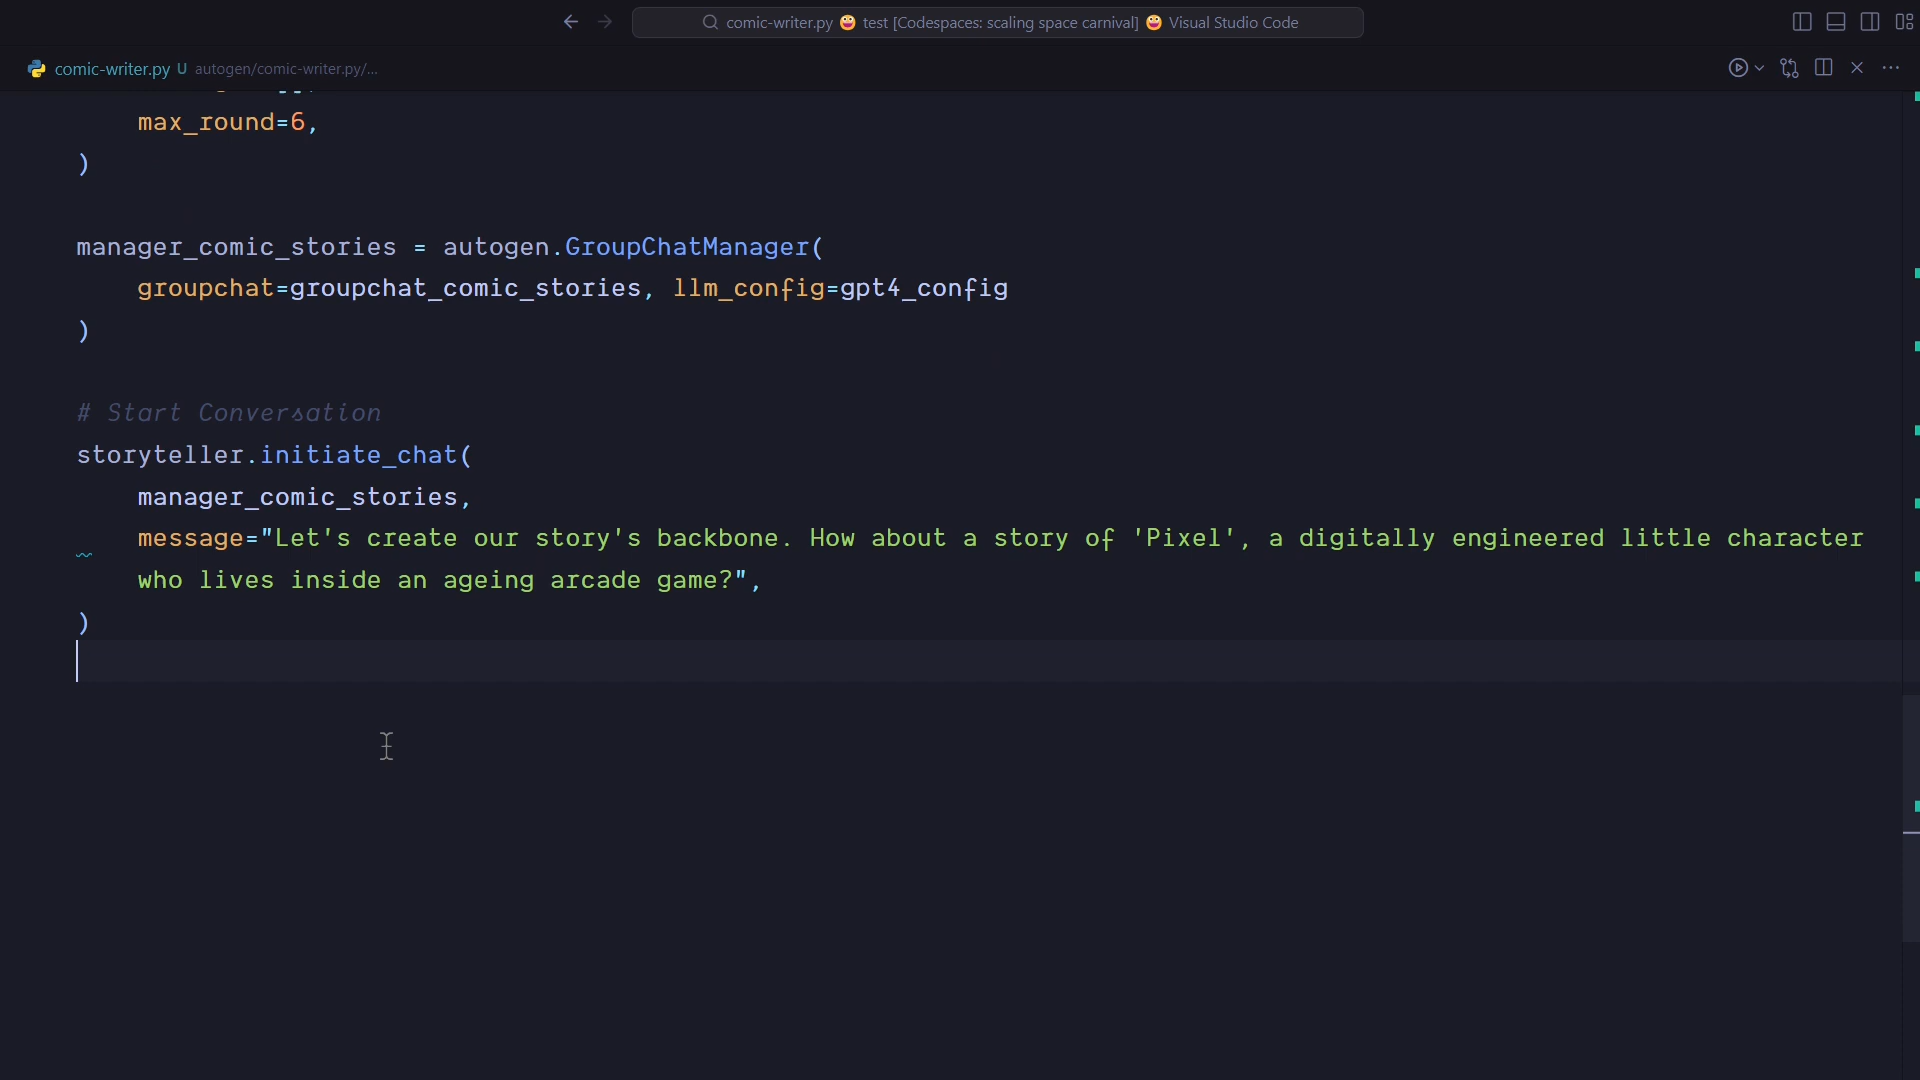 comic-writer.py 😀 test [Codespaces: scaling space carnival] 😀 Visual Studio Code
comic-writer.py U autogen/comic-writer.py/...
max_round=6,
)
manager_comic_stories = autogen.GroupChatManager(
groupchat=groupchat_comic_stories, llm_config=gpt4_config
)
# Start Conversation
storyteller.initiate_chat(
manager_comic_stories,
message="Let's create our story's backbone. How about a story of 'Pixel', a digitally engineered little character
who lives inside an ageing arcade game?",
)